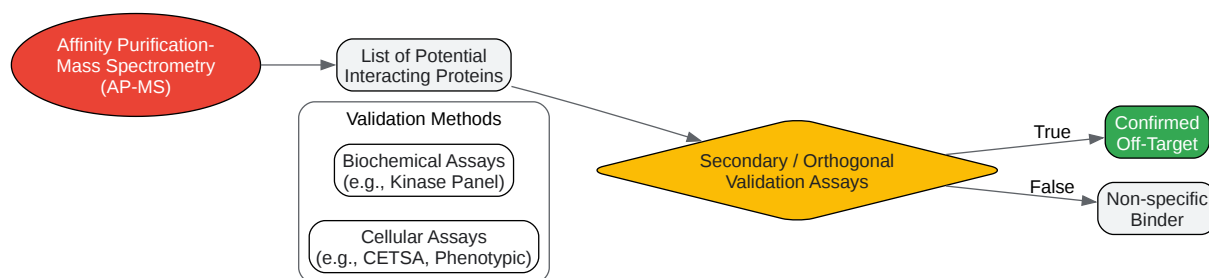 Affinity Purification-
Mass Spectrometry
(AP-MS)
List of Potential
Interacting Proteins
Validation Methods
Biochemical Assays
(e.g., Kinase Panel)
Cellular Assays
(e.g., CETSA, Phenotypic)
Secondary / Orthogonal
Validation Assays
True
Confirmed
Off-Target
False
Non-specific
Binder